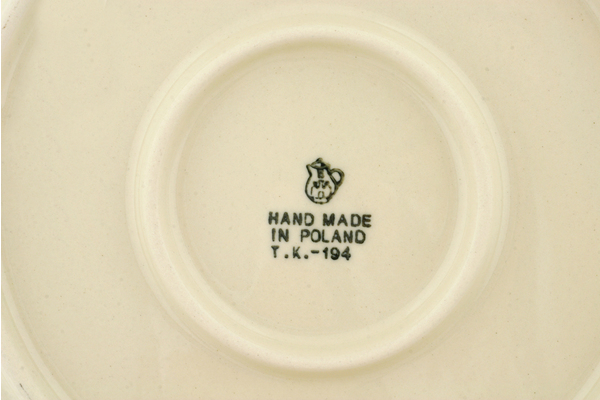 HAND MADE
IN POLAND
T.K.-194